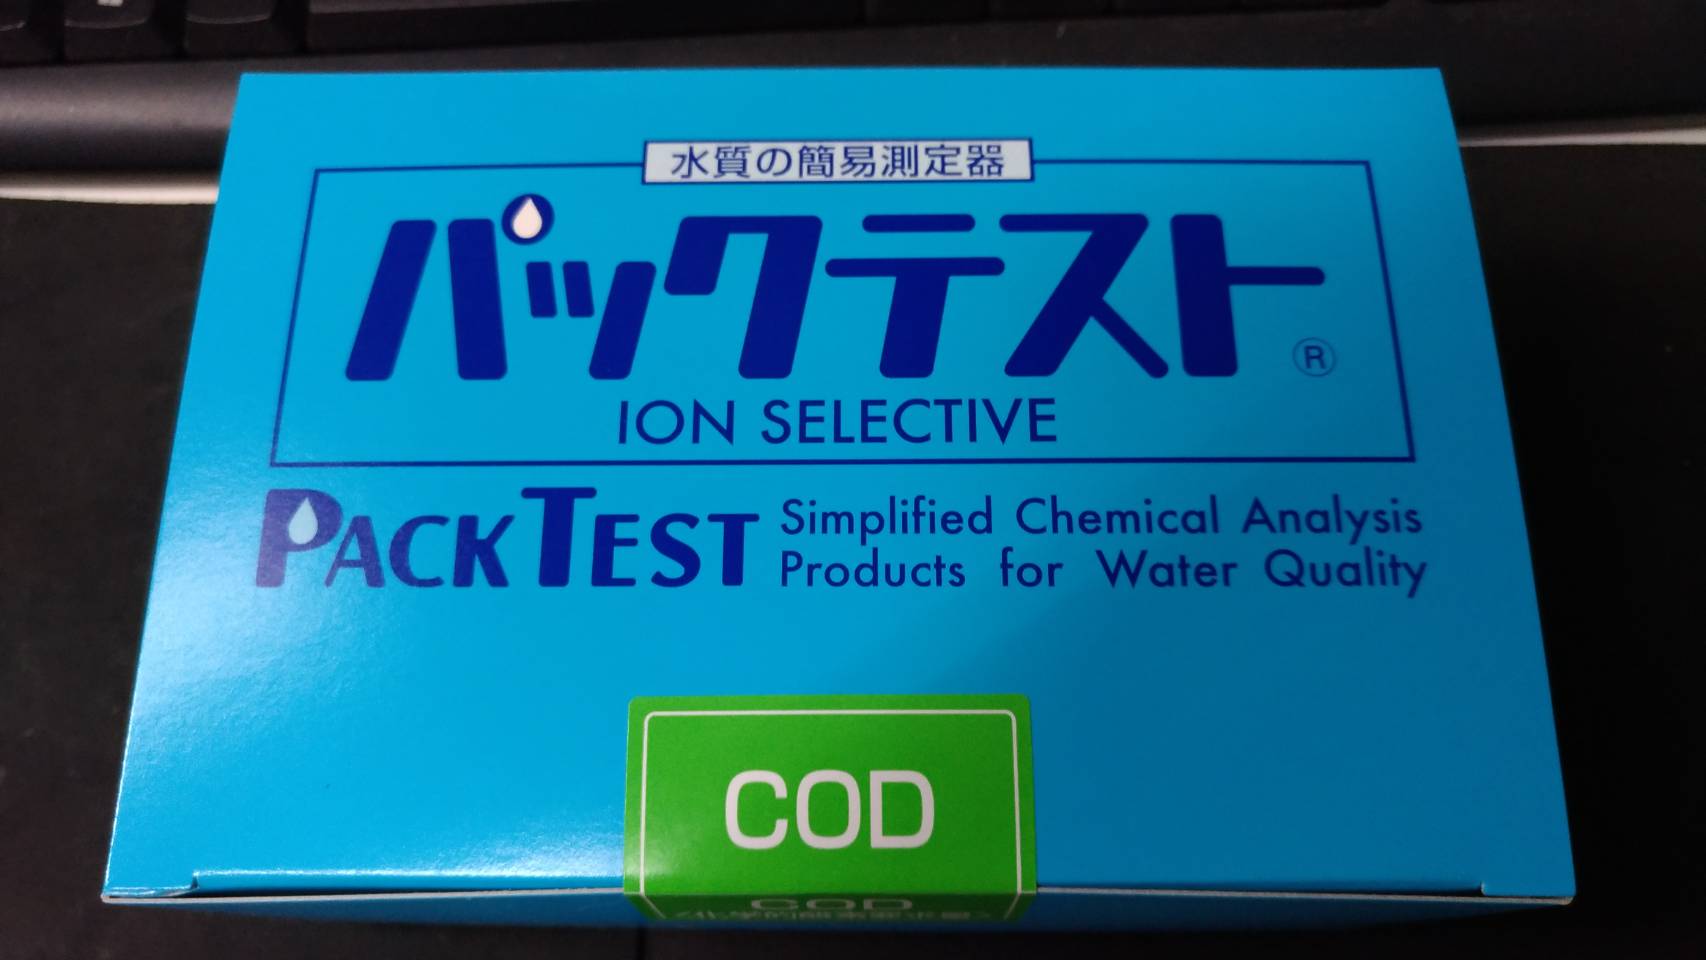 水質の簡易測定器
パックテスト®
ION SELECTIVE
PACKTEST Simplified Chemical Analysis
Products for Water Quality
COD
COD